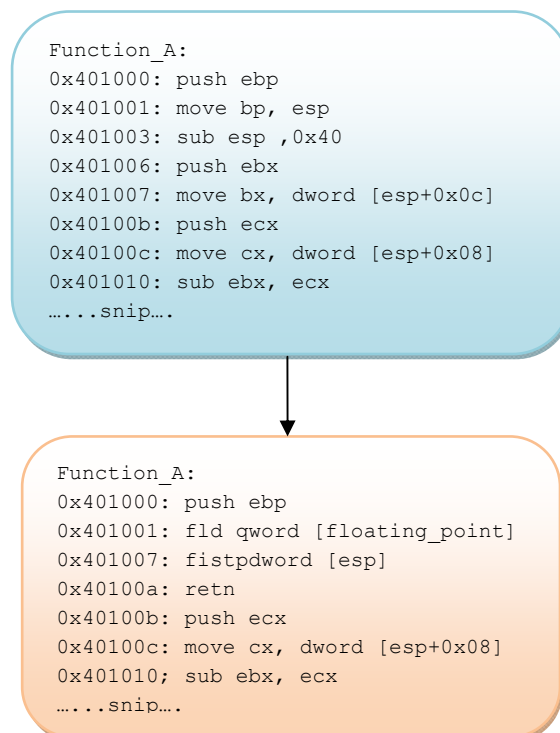 Function_A:
0x401000: push ebp
0x401001: move bp, esp
0x401003: sub esp ,0x40
0x401006: push ebx
0x401007: move bx, dword [esp+0x0c]
0x40100b: push ecx
0x40100c: move cx, dword [esp+0x08]
0x401010: sub ebx, ecx
…...snip….
Function_A:
0x401000: push ebp
0x401001: fld qword [floating_point]
0x401007: fistpdword [esp]
0x40100a: retn
0x40100b: push ecx
0x40100c: move cx, dword [esp+0x08]
0x401010; sub ebx, ecx
…...snip….